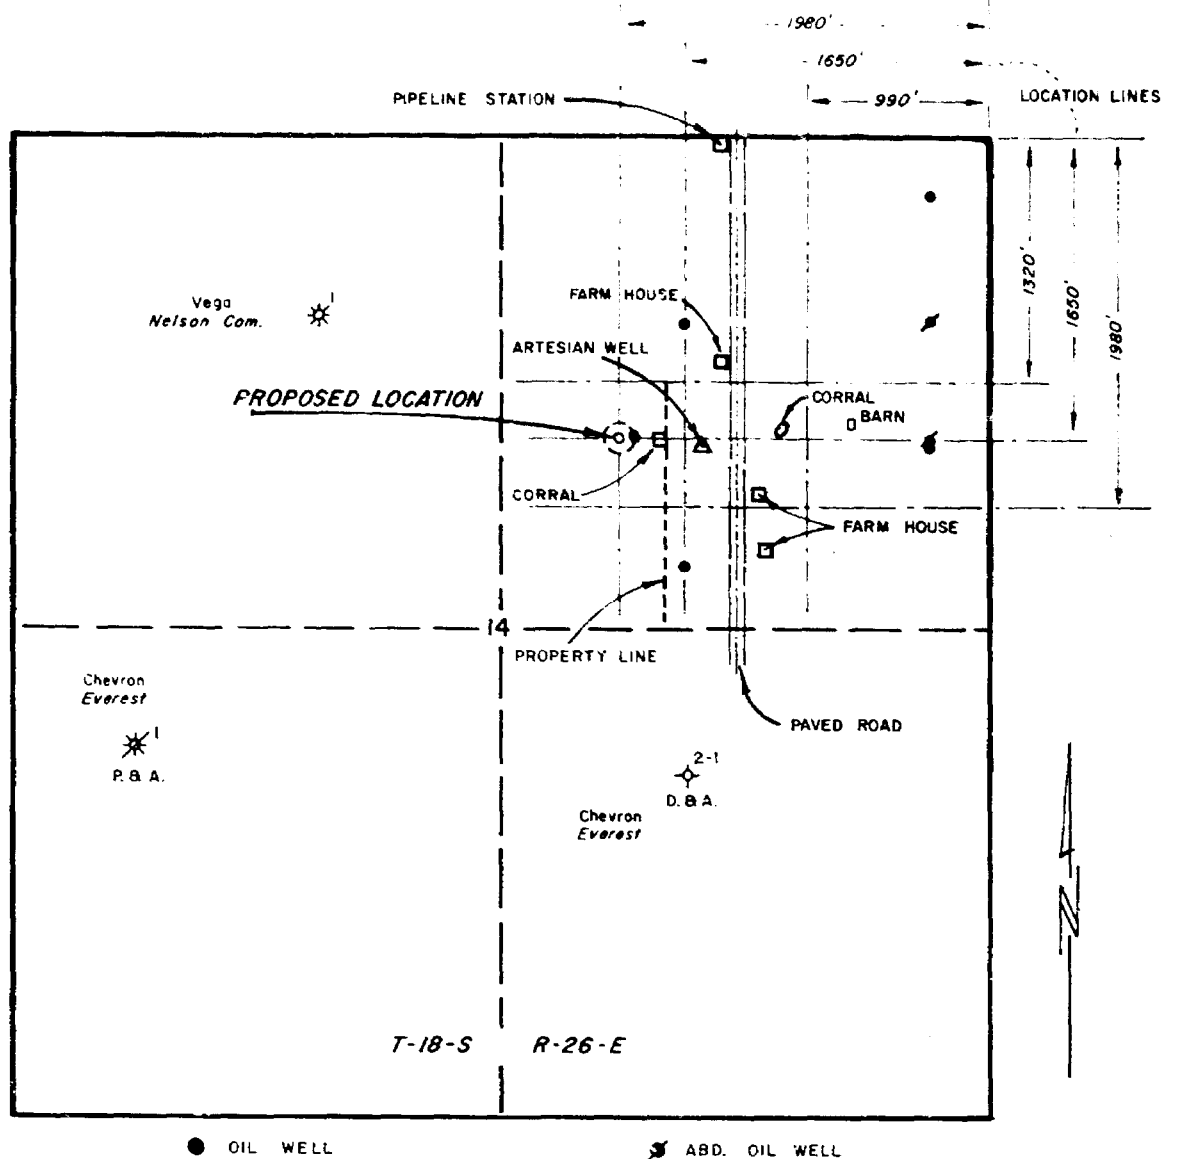 1980'
1650'
PIPELINE STATION
990'
LOCATION LINES
1320'
1650'
1980'
FARM HOUSE
Vega
Nelson Com.
1
ARTESIAN WELL
PROPOSED LOCATION
CORRAL
BARN
CORRAL
FARM HOUSE
14
PROPERTY LINE
Chevron
Everest
1
P. & A.
PAVED ROAD
2-1
D. & A.
Chevron
Everest
N
T-18-S R-26-E
OIL WELL
ABD. OIL WELL